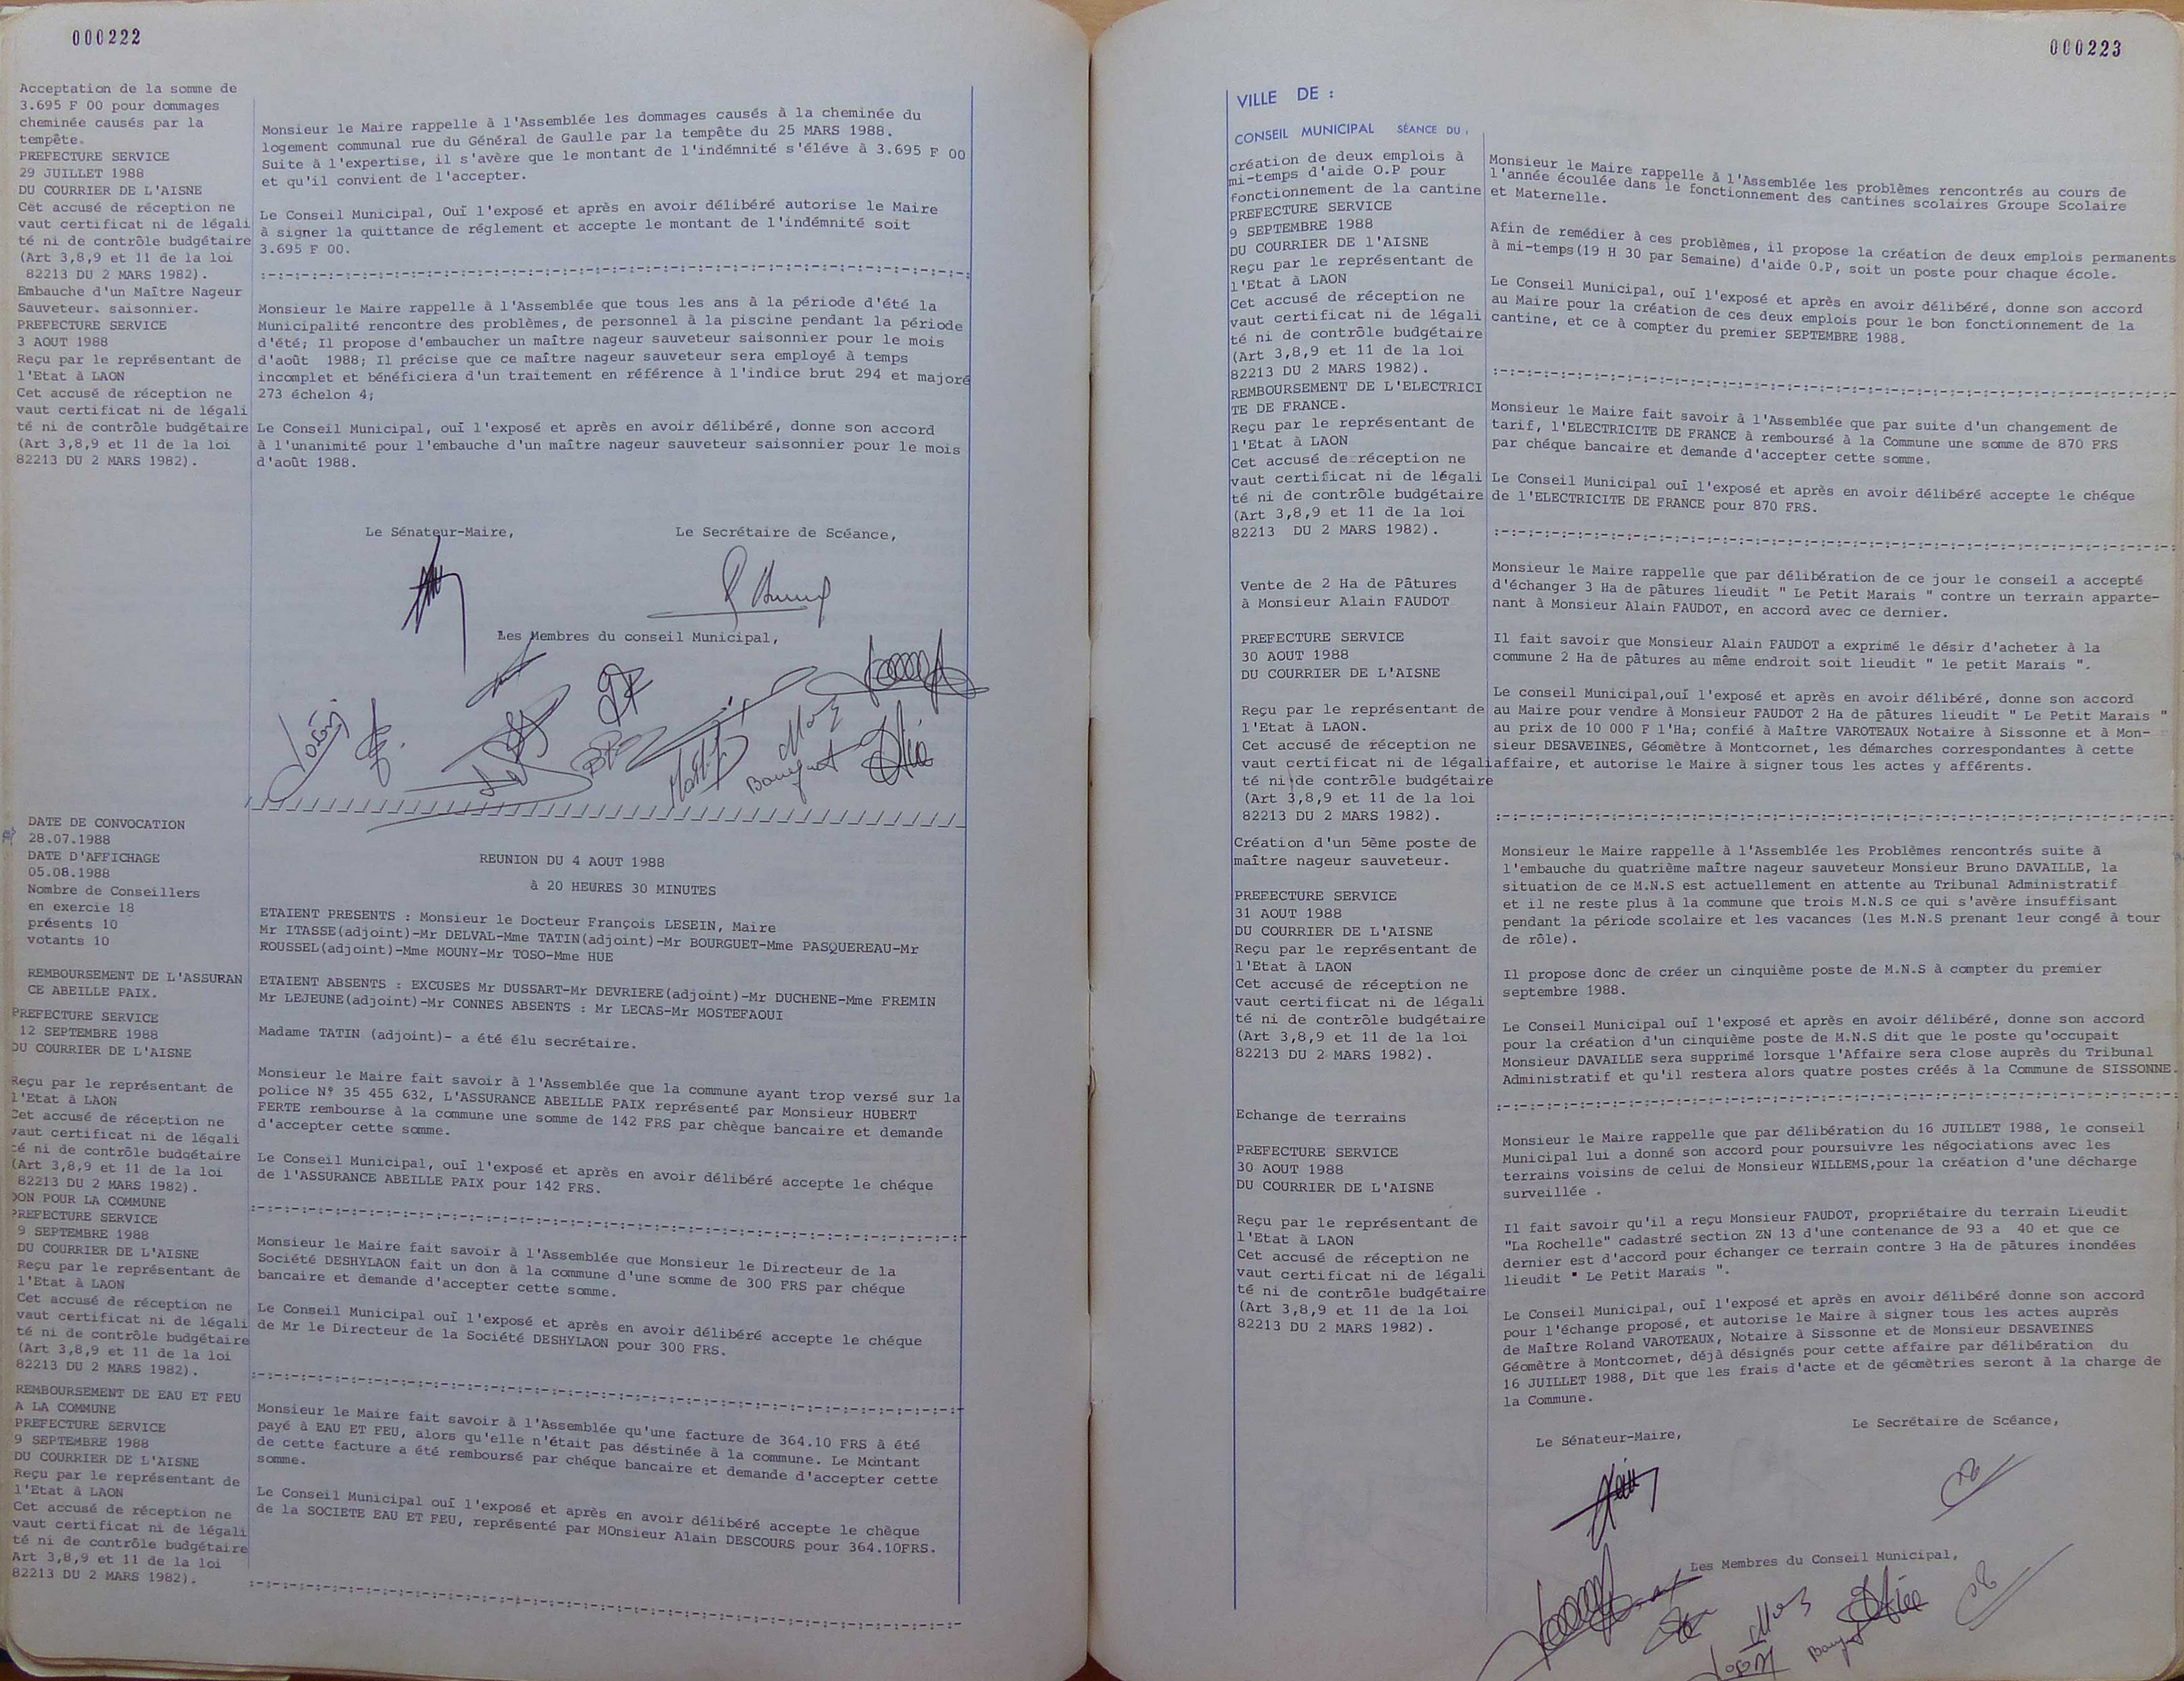 000222
Acceptation de la somme de
3.695 F 00 pour dommages
cheminée causés par la
tempête.
PREFECTURE SERVICE
29 JUILLET 1988
DU COURRIER DE L'AISNE
Cet accusé de réception ne
vaut certificat ni de légali
té ni de contrôle budgétaire
(Art 3,8,9 et 11 de la loi
82213 DU 2 MARS 1982).
Monsieur le Maire rappelle à l'Assemblée les dommages causés à la cheminée du
logement communal rue du Général de Gaulle par la tempête du 25 MARS 1988.
Suite à l'expertise, il s'avère que le montant de l'indémnité s'éléve à 3.695 F 00
et qu'il convient de l'accepter.
Le Conseil Municipal, Ouï l'exposé et après en avoir délibéré autorise le Maire
à signer la quittance de réglement et accepte le montant de l'indémnité soit
3.695 F 00.
Embauche d'un Maître Nageur
Sauveteur. saisonnier.
PREFECTURE SERVICE
3 AOUT 1988
Reçu par le représentant de
l'Etat à LAON
Cet accusé de réception ne
vaut certificat ni de légali
té ni de contrôle budgétaire
(Art 3,8,9 et 11 de la loi
82213 DU 2 MARS 1982).
Monsieur le Maire rappelle à l'Assemblée que tous les ans à la période d'été la
Municipalité rencontre des problèmes, de personnel à la piscine pendant la période
d'été; Il propose d'embaucher un maître nageur sauveteur saisonnier pour le mois
d'août 1988; Il précise que ce maître nageur sauveteur sera employé à temps
incomplet et bénéficiera d'un traitement en référence à l'indice brut 294 et majoré
273 échelon 4;
Le Conseil Municipal, ouï l'exposé et après en avoir délibéré, donne son accord
à l'unanimité pour l'embauche d'un maître nageur sauveteur saisonnier pour le mois
d'août 1988.
Le Sénateur-Maire,
Le Secrétaire de Scéance,
Les Membres du conseil Municipal,
DATE DE CONVOCATION
28.07.1988
DATE D'AFFICHAGE
05.08.1988
Nombre de Conseillers
en exercie 18
présents 10
votants 10
REUNION DU 4 AOUT 1988
à 20 HEURES 30 MINUTES
ETAIENT PRESENTS : Monsieur le Docteur François LESEIN, Maire
Mr ITASSE(adjoint)-Mr DELVAL-Mme TATIN(adjoint)-Mr BOURGUET-Mme PASQUEREAU-Mr
ROUSSEL(adjoint)-Mme MOUNY-Mr TOSO-Mme HUE
ETAIENT ABSENTS : EXCUSES Mr DUSSART-Mr DEVRIERE(adjoint)-Mr DUCHENE-Mme FREMIN
Mr LEJEUNE(adjoint)-Mr CONNES ABSENTS : Mr LECAS-Mr MOSTEFAOUI
Madame TATIN (adjoint)- a été élu secrétaire.
REMBOURSEMENT DE L'ASSURAN
CE ABEILLE PAIX.
PREFECTURE SERVICE
12 SEPTEMBRE 1988
DU COURRIER DE L'AISNE
Reçu par le représentant de
l'Etat à LAON
Cet accusé de réception ne
vaut certificat ni de légali
té ni de contrôle budgétaire
(Art 3,8,9 et 11 de la loi
82213 DU 2 MARS 1982).
Monsieur le Maire fait savoir à l'Assemblée que la commune ayant trop versé sur la
police N° 35 455 632, L'ASSURANCE ABEILLE PAIX représenté par Monsieur HUBERT
FERTE rembourse à la commune une somme de 142 FRS par chèque bancaire et demande
d'accepter cette somme.
Le Conseil Municipal, ouï l'exposé et après en avoir délibéré accepte le chéque
de l'ASSURANCE ABEILLE PAIX pour 142 FRS.
DON POUR LA COMMUNE
PREFECTURE SERVICE
9 SEPTEMBRE 1988
DU COURRIER DE L'AISNE
Reçu par le représentant de
l'Etat à LAON
Cet accusé de réception ne
vaut certificat ni de légali
té ni de contrôle budgétaire
(Art 3,8,9 et 11 de la loi
82213 DU 2 MARS 1982).
Monsieur le Maire fait savoir à l'Assemblée que Monsieur le Directeur de la
Société DESHYLAON fait un don à la commune d'une somme de 300 FRS par chéque
bancaire et demande d'accepter cette somme.
Le Conseil Municipal ouï l'exposé et après en avoir délibéré accepte le chéque
de Mr le Directeur de la Société DESHYLAON pour 300 FRS.
REMBOURSEMENT DE EAU ET FEU
A LA COMMUNE
PREFECTURE SERVICE
9 SEPTEMBRE 1988
DU COURRIER DE L'AISNE
Reçu par le représentant de
l'Etat à LAON
Cet accusé de réception ne
vaut certificat ni de légali
té ni de contrôle budgétaire
Art 3,8,9 et 11 de la loi
82213 DU 2 MARS 1982).
Monsieur le Maire fait savoir à l'Assemblée qu'une facture de 364.10 FRS à été
payé à EAU ET FEU, alors qu'elle n'était pas déstinée à la commune. Le Montant
de cette facture a été remboursé par chéque bancaire et demande d'accepter cette
somme.
Le Conseil Municipal ouï l'exposé et après en avoir délibéré accepte le chèque
de la SOCIETE EAU ET FEU, représenté par MOnsieur Alain DESCOURS pour 364.10FRS.
000223
VILLE DE :
CONSEIL MUNICIPAL SÉANCE DU :
création de deux emplois à
mi-temps d'aide O.P pour
fonctionnement de la cantine
PREFECTURE SERVICE
9 SEPTEMBRE 1988
DU COURRIER DE l'AISNE
Reçu par le représentant de
l'Etat à LAON
Cet accusé de réception ne
vaut certificat ni de légali
té ni de contrôle budgétaire
(Art 3,8,9 et 11 de la loi
82213 DU 2 MARS 1982).
Monsieur le Maire rappelle à l'Assemblée les problèmes rencontrés au cours de
l'année écoulée dans le fonctionnement des cantines scolaires Groupe Scolaire
et Maternelle.
Afin de remédier à ces problèmes, il propose la création de deux emplois permanents
à mi-temps(19 H 30 par Semaine) d'aide O.P, soit un poste pour chaque école.
Le Conseil Municipal, ouï l'exposé et après en avoir délibéré, donne son accord
au Maire pour la création de ces deux emplois pour le bon fonctionnement de la
cantine, et ce à compter du premier SEPTEMBRE 1988.
REMBOURSEMENT DE L'ELECTRICI
TE DE FRANCE.
Reçu par le représentant de
l'Etat à LAON
Cet accusé de réception ne
vaut certificat ni de légali
té ni de contrôle budgétaire
(Art 3,8,9 et 11 de la loi
82213 DU 2 MARS 1982).
Monsieur le Maire fait savoir à l'Assemblée que par suite d'un changement de
tarif, l'ELECTRICITE DE FRANCE à remboursé à la Commune une somme de 870 FRS
par chéque bancaire et demande d'accepter cette somme.
Le Conseil Municipal ouï l'exposé et après en avoir délibéré accepte le chéque
de l'ELECTRICITE DE FRANCE pour 870 FRS.
Vente de 2 Ha de Pâtures
à Monsieur Alain FAUDOT
PREFECTURE SERVICE
30 AOUT 1988
DU COURRIER DE L'AISNE
Reçu par le représentant de
l'Etat à LAON.
Cet accusé de réception ne
vaut certificat ni de légali
té ni de contrôle budgétaire
(Art 3,8,9 et 11 de la loi
82213 DU 2 MARS 1982).
Monsieur le Maire rappelle que par délibération de ce jour le conseil a accepté
d'échanger 3 Ha de pâtures lieudit " Le Petit Marais " contre un terrain apparte-
nant à Monsieur Alain FAUDOT, en accord avec ce dernier.
Il fait savoir que Monsieur Alain FAUDOT a exprimé le désir d'acheter à la
commune 2 Ha de pâtures au même endroit soit lieudit " le petit Marais ".
Le conseil Municipal,ouï l'exposé et après en avoir délibéré, donne son accord
au Maire pour vendre à Monsieur FAUDOT 2 Ha de pâtures lieudit " Le Petit Marais "
au prix de 10 000 F l'Ha; confié à Maître VAROTEAUX Notaire à Sissonne et à Mon-
sieur DESAVEINES, Géomètre à Montcornet, les démarches correspondantes à cette
affaire, et autorise le Maire à signer tous les actes y afférents.
Création d'un 5ème poste de
maître nageur sauveteur.
PREFECTURE SERVICE
31 AOUT 1988
DU COURRIER DE L'AISNE
Reçu par le représentant de
l'Etat à LAON
Cet accusé de réception ne
vaut certificat ni de légali
té ni de contrôle budgétaire
(Art 3,8,9 et 11 de la loi
82213 DU 2 MARS 1982).
Monsieur le Maire rappelle à l'Assemblée les Problèmes rencontrés suite à
l'embauche du quatrième maître nageur sauveteur Monsieur Bruno DAVAILLE, la
situation de ce M.N.S est actuellement en attente au Tribunal Administratif
et il ne reste plus à la commune que trois M.N.S ce qui s'avère insuffisant
pendant la période scolaire et les vacances (les M.N.S prenant leur congé à tour
de rôle).
Il propose donc de créer un cinquième poste de M.N.S à compter du premier
septembre 1988.
Le Conseil Municipal ouï l'exposé et après en avoir délibéré, donne son accord
pour la création d'un cinquième poste de M.N.S dit que le poste qu'occupait
Monsieur DAVAILLE sera supprimé lorsque l'Affaire sera close auprès du Tribunal
Administratif et qu'il restera alors quatre postes créés à la Commune de SISSONNE.
Echange de terrains
PREFECTURE SERVICE
30 AOUT 1988
DU COURRIER DE L'AISNE
Reçu par le représentant de
l'Etat à LAON
Cet accusé de réception ne
vaut certificat ni de légali
té ni de contrôle budgétaire
(Art 3,8,9 et 11 de la loi
82213 DU 2 MARS 1982).
Monsieur le Maire rappelle que par délibération du 16 JUILLET 1988, le conseil
Municipal lui a donné son accord pour poursuivre les négociations avec les
terrains voisins de celui de Monsieur WILLEMS,pour la création d'une décharge
surveillée .
Il fait savoir qu'il a reçu Monsieur FAUDOT, propriétaire du terrain Lieudit
"La Rochelle" cadastré section ZN 13 d'une contenance de 93 a 40 et que ce
dernier est d'accord pour échanger ce terrain contre 3 Ha de pâtures inondées
lieudit " Le Petit Marais ".
Le Conseil Municipal, ouï l'exposé et après en avoir délibéré donne son accord
pour l'échange proposé, et autorise le Maire à signer tous les actes auprès
de Maître Roland VAROTEAUX, Notaire à Sissonne et de Monsieur DESAVEINES
Géomètre à Montcornet, déjà désignés pour cette affaire par délibération du
16 JUILLET 1988, Dit que les frais d'acte et de géomètries seront à la charge de
la Commune.
Le Sénateur-Maire,
Le Secrétaire de Scéance,
Les Membres du Conseil Municipal,